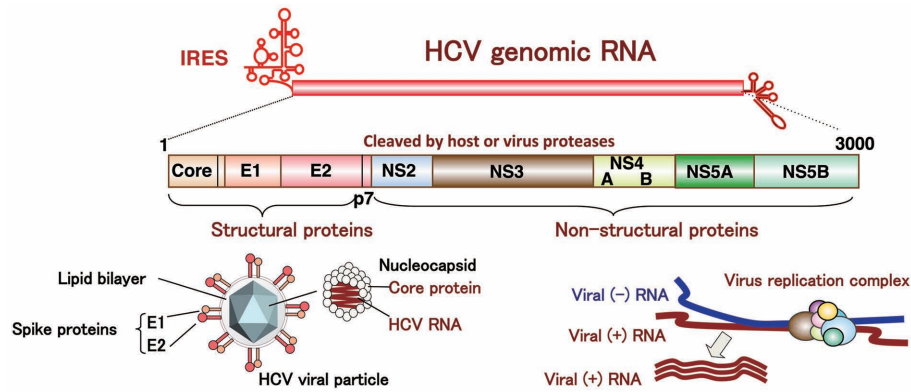 HCV genomic RNA
IRES
1
Cleaved by host or virus proteases
3000
Core
E1
E2
NS2
NS3
NS4
A
B
NS5A
NS5B
p7
Structural proteins
Non-structural proteins
Lipid bilayer
Nucleocapsid
Core protein
HCV RNA
Spike proteins
E1
E2
HCV viral particle
Virus replication complex
Viral (-) RNA
Viral (+) RNA
Viral (+) RNA